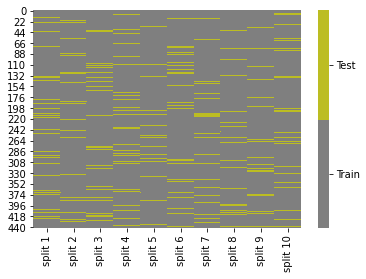 0
22
44
66
88
110
132
154
176
198
220
242
264
286
308
330
352
374
396
418
440
split 1
split 2
split 3
split 4
split 5
split 6
split 7
split 8
split 9
split 10
Test
Train